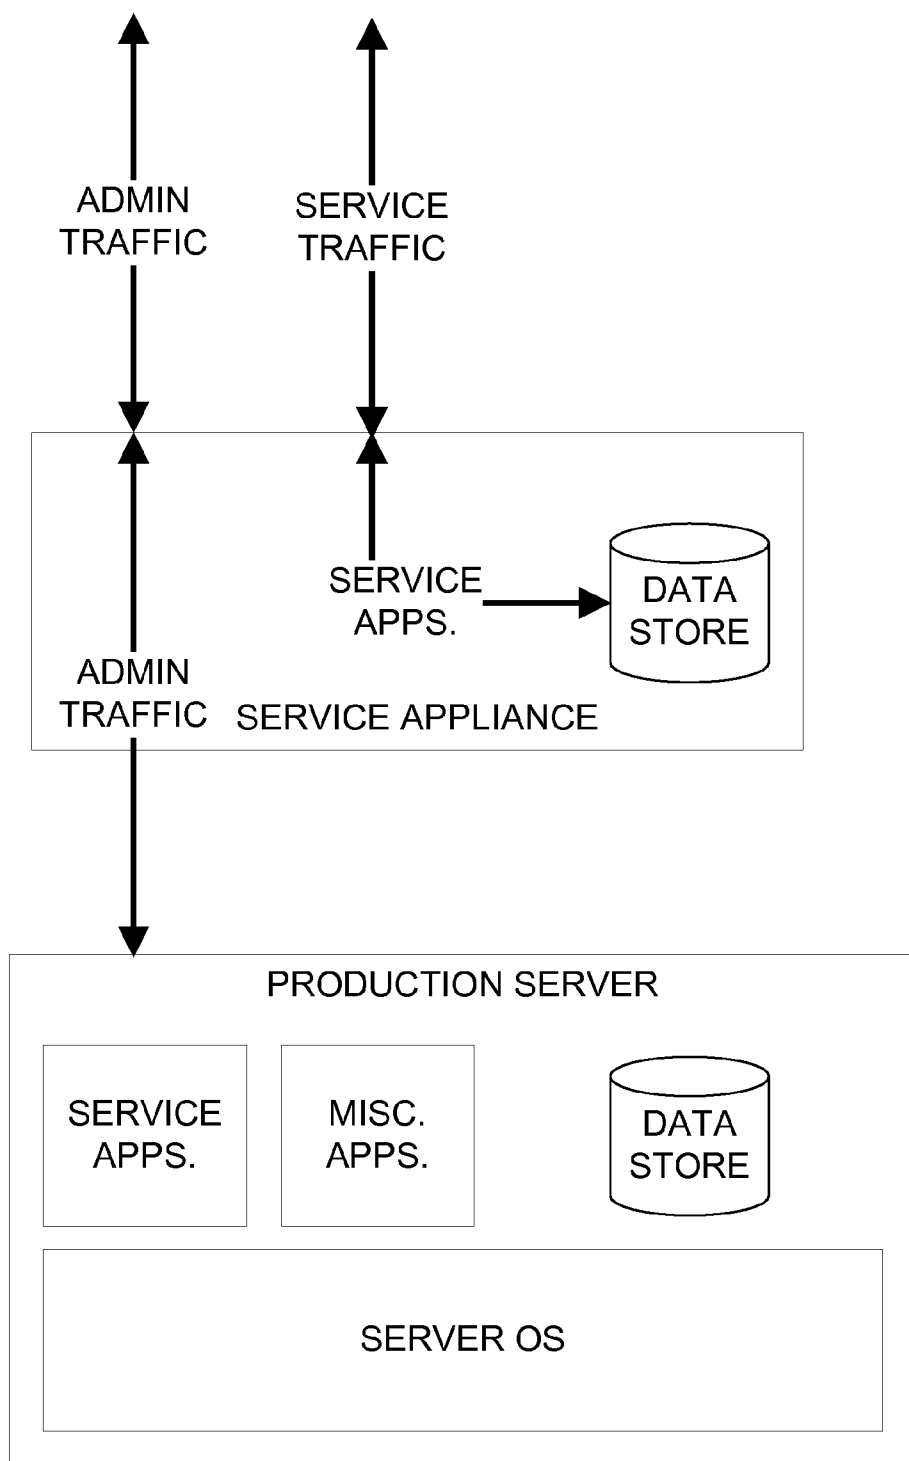 ADMIN
TRAFFIC
SERVICE
TRAFFIC
SERVICE
APPS.
DATA
STORE
ADMIN
TRAFFIC
SERVICE APPLIANCE
PRODUCTION SERVER
SERVICE
APPS.
MISC.
APPS.
DATA
STORE
SERVER OS